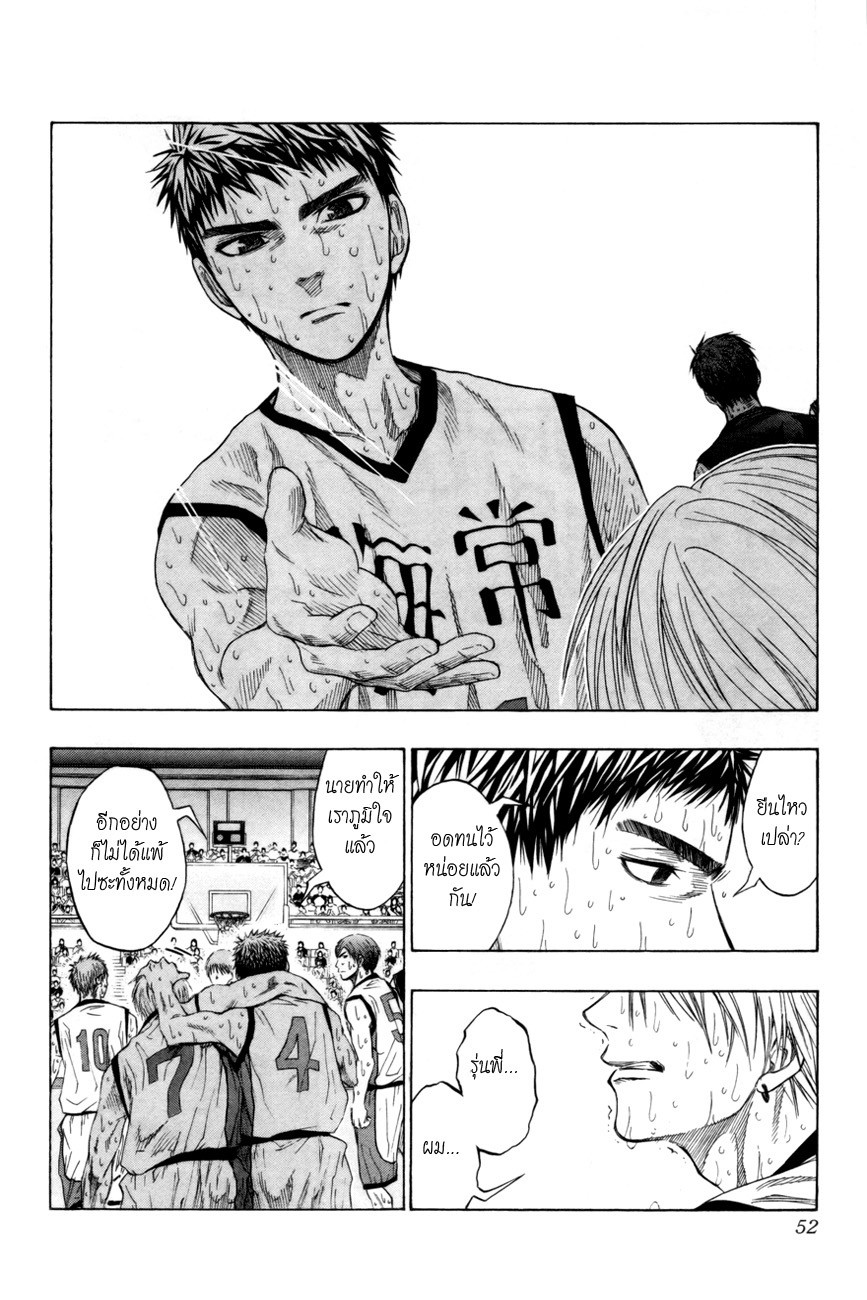 海常
ยืนไหว
เปล่า?
อดทนไว้
หน่อยแล้ว
กัน!
นายทำให้
เราภูมิใจ
แล้ว
อีกอย่าง
ก็ไม่ได้แพ้
ไปซะทั้งหมด!
10
7
4
5
รุ่นพี่...
ผม...
52